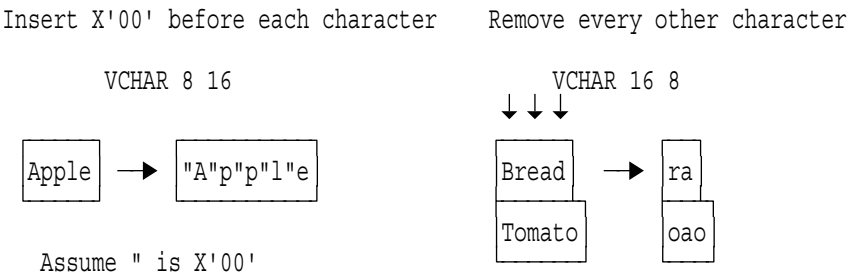 Insert X'00' before each character
VCHAR 8 16
Apple "A"p"p"l"e
Assume " is X'00'
Remove every other character
VCHAR 16 8
Bread ra
Tomato oao